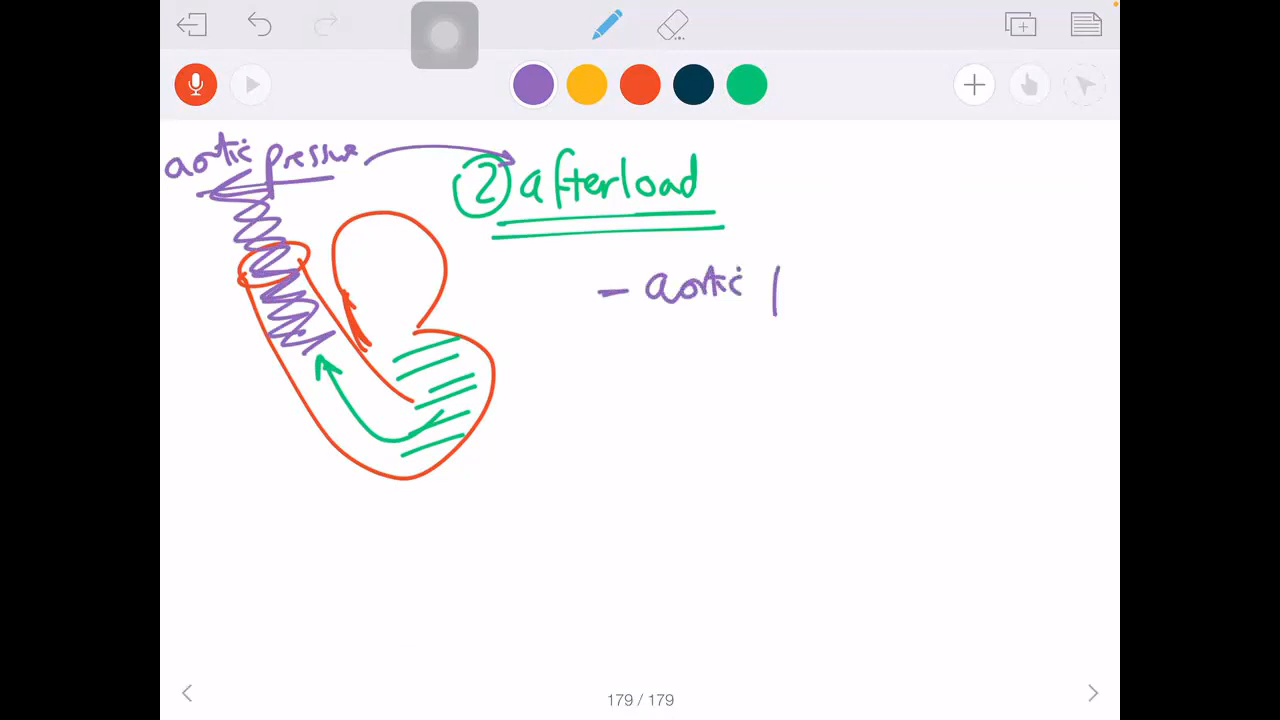 aortic pressure
② afterload
- aortic
179 / 179